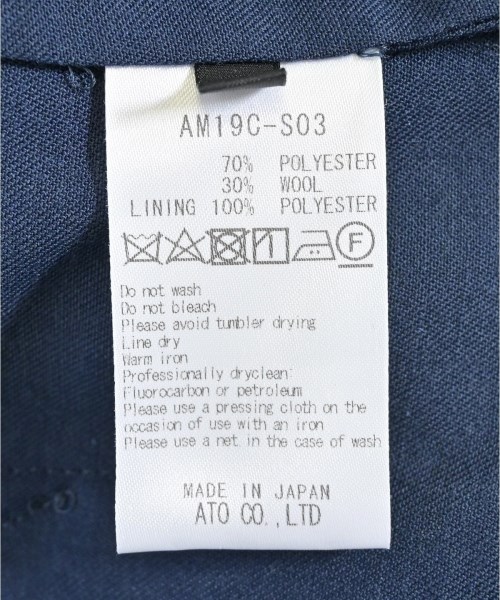 AM19C-S03
70% POLYESTER
30% WOOL
LINING 100% POLYESTER
F
Do not wash
Do not bleach
Please avoid tumbler drying
Line dry
Warm iron
Professionally dryclean:
Fluorocarbon or petroleum
Please use a pressing cloth on the
occasion of use with an iron
Please use a net in the case of wash
MADE IN JAPAN
ATO CO.,LTD